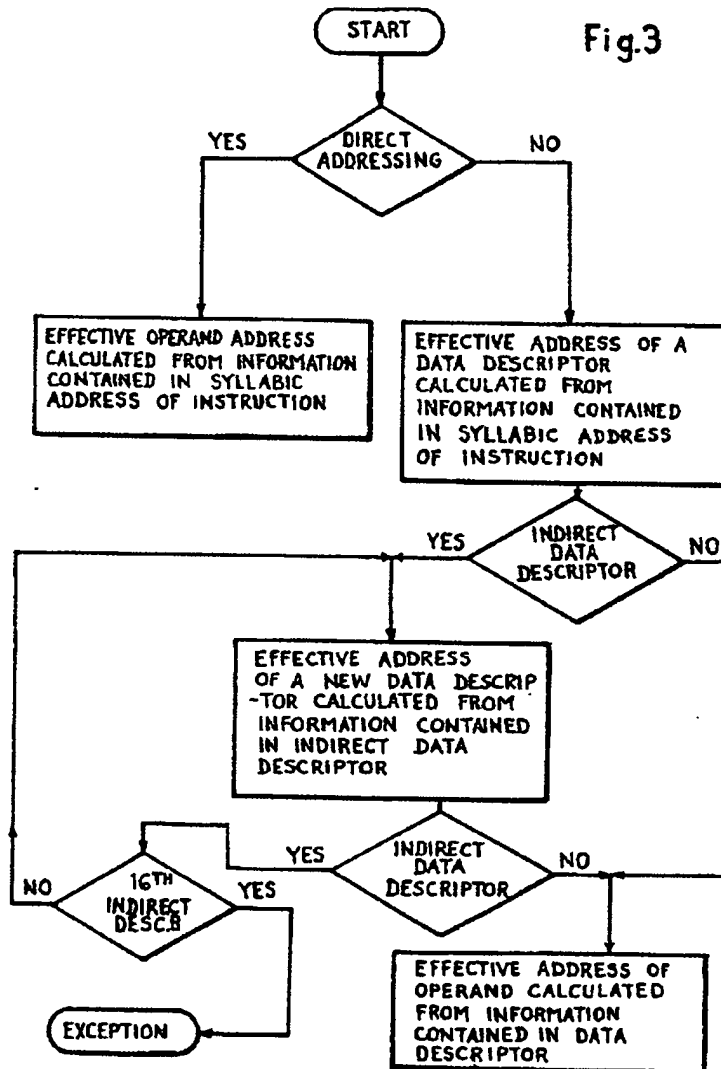 START
Fig.3
YES
DIRECT
ADDRESSING
NO
EFFECTIVE OPERAND ADDRESS
CALCULATED FROM INFORMATION
CONTAINED IN SYLLABIC
ADDRESS OF INSTRUCTION
EFFECTIVE ADDRESS OF A
DATA DESCRIPTOR
CALCULATED FROM
INFORMATION CONTAINED
IN SYLLABIC ADDRESS
OF INSTRUCTION
YES
INDIRECT
DATA
DESCRIPTOR
NO
EFFECTIVE ADDRESS
OF A NEW DATA DESCRIP
-TOR CALCULATED FROM
INFORMATION CONTAINED
IN INDIRECT DATA
DESCRIPTOR
YES
INDIRECT
DATA
DESCRIPTOR
NO
NO
16TH
INDIRECT
YES
EXCEPTION
EFFECTIVE ADDRESS OF
OPERAND CALCULATED
FROM INFORMATION
CONTAINED IN DATA
DESCRIPTOR